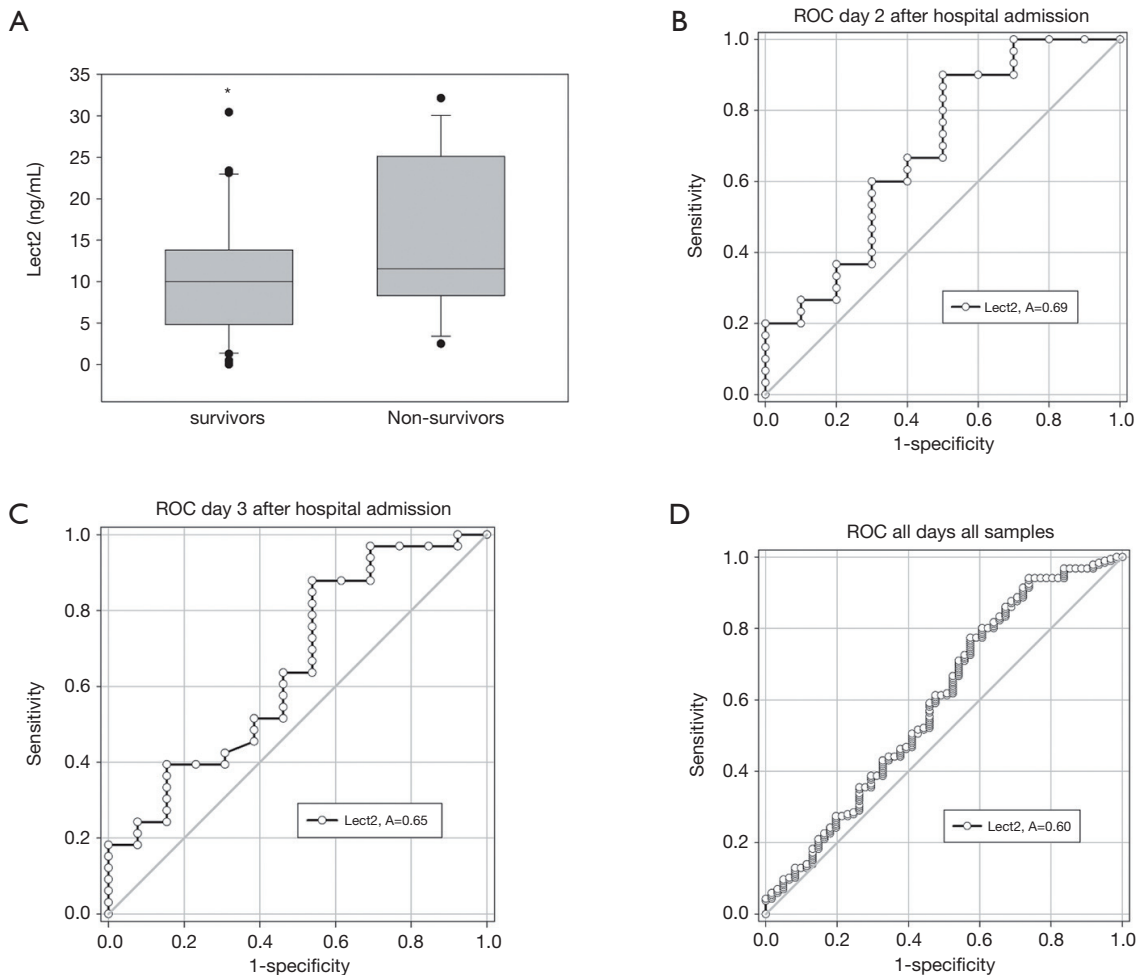 A
*
35
30
25
20
15
10
5
0
Lect2 (ng/mL)
survivors
Non-survivors
B
ROC day 2 after hospital admission
1.0
0.8
0.6
0.4
0.2
0.0
Sensitivity
Lect2, A=0.69
0.0 0.2 0.4 0.6 0.8 1.0
1-specificity
C
ROC day 3 after hospital admission
1.0
0.8
0.6
0.4
0.2
0.0
Sensitivity
Lect2, A=0.65
0.0 0.2 0.4 0.6 0.8 1.0
1-specificity
D
ROC all days all samples
1.0
0.8
0.6
0.4
0.2
0.0
Sensitivity
Lect2, A=0.60
0.0 0.2 0.4 0.6 0.8 1.0
1-specificity